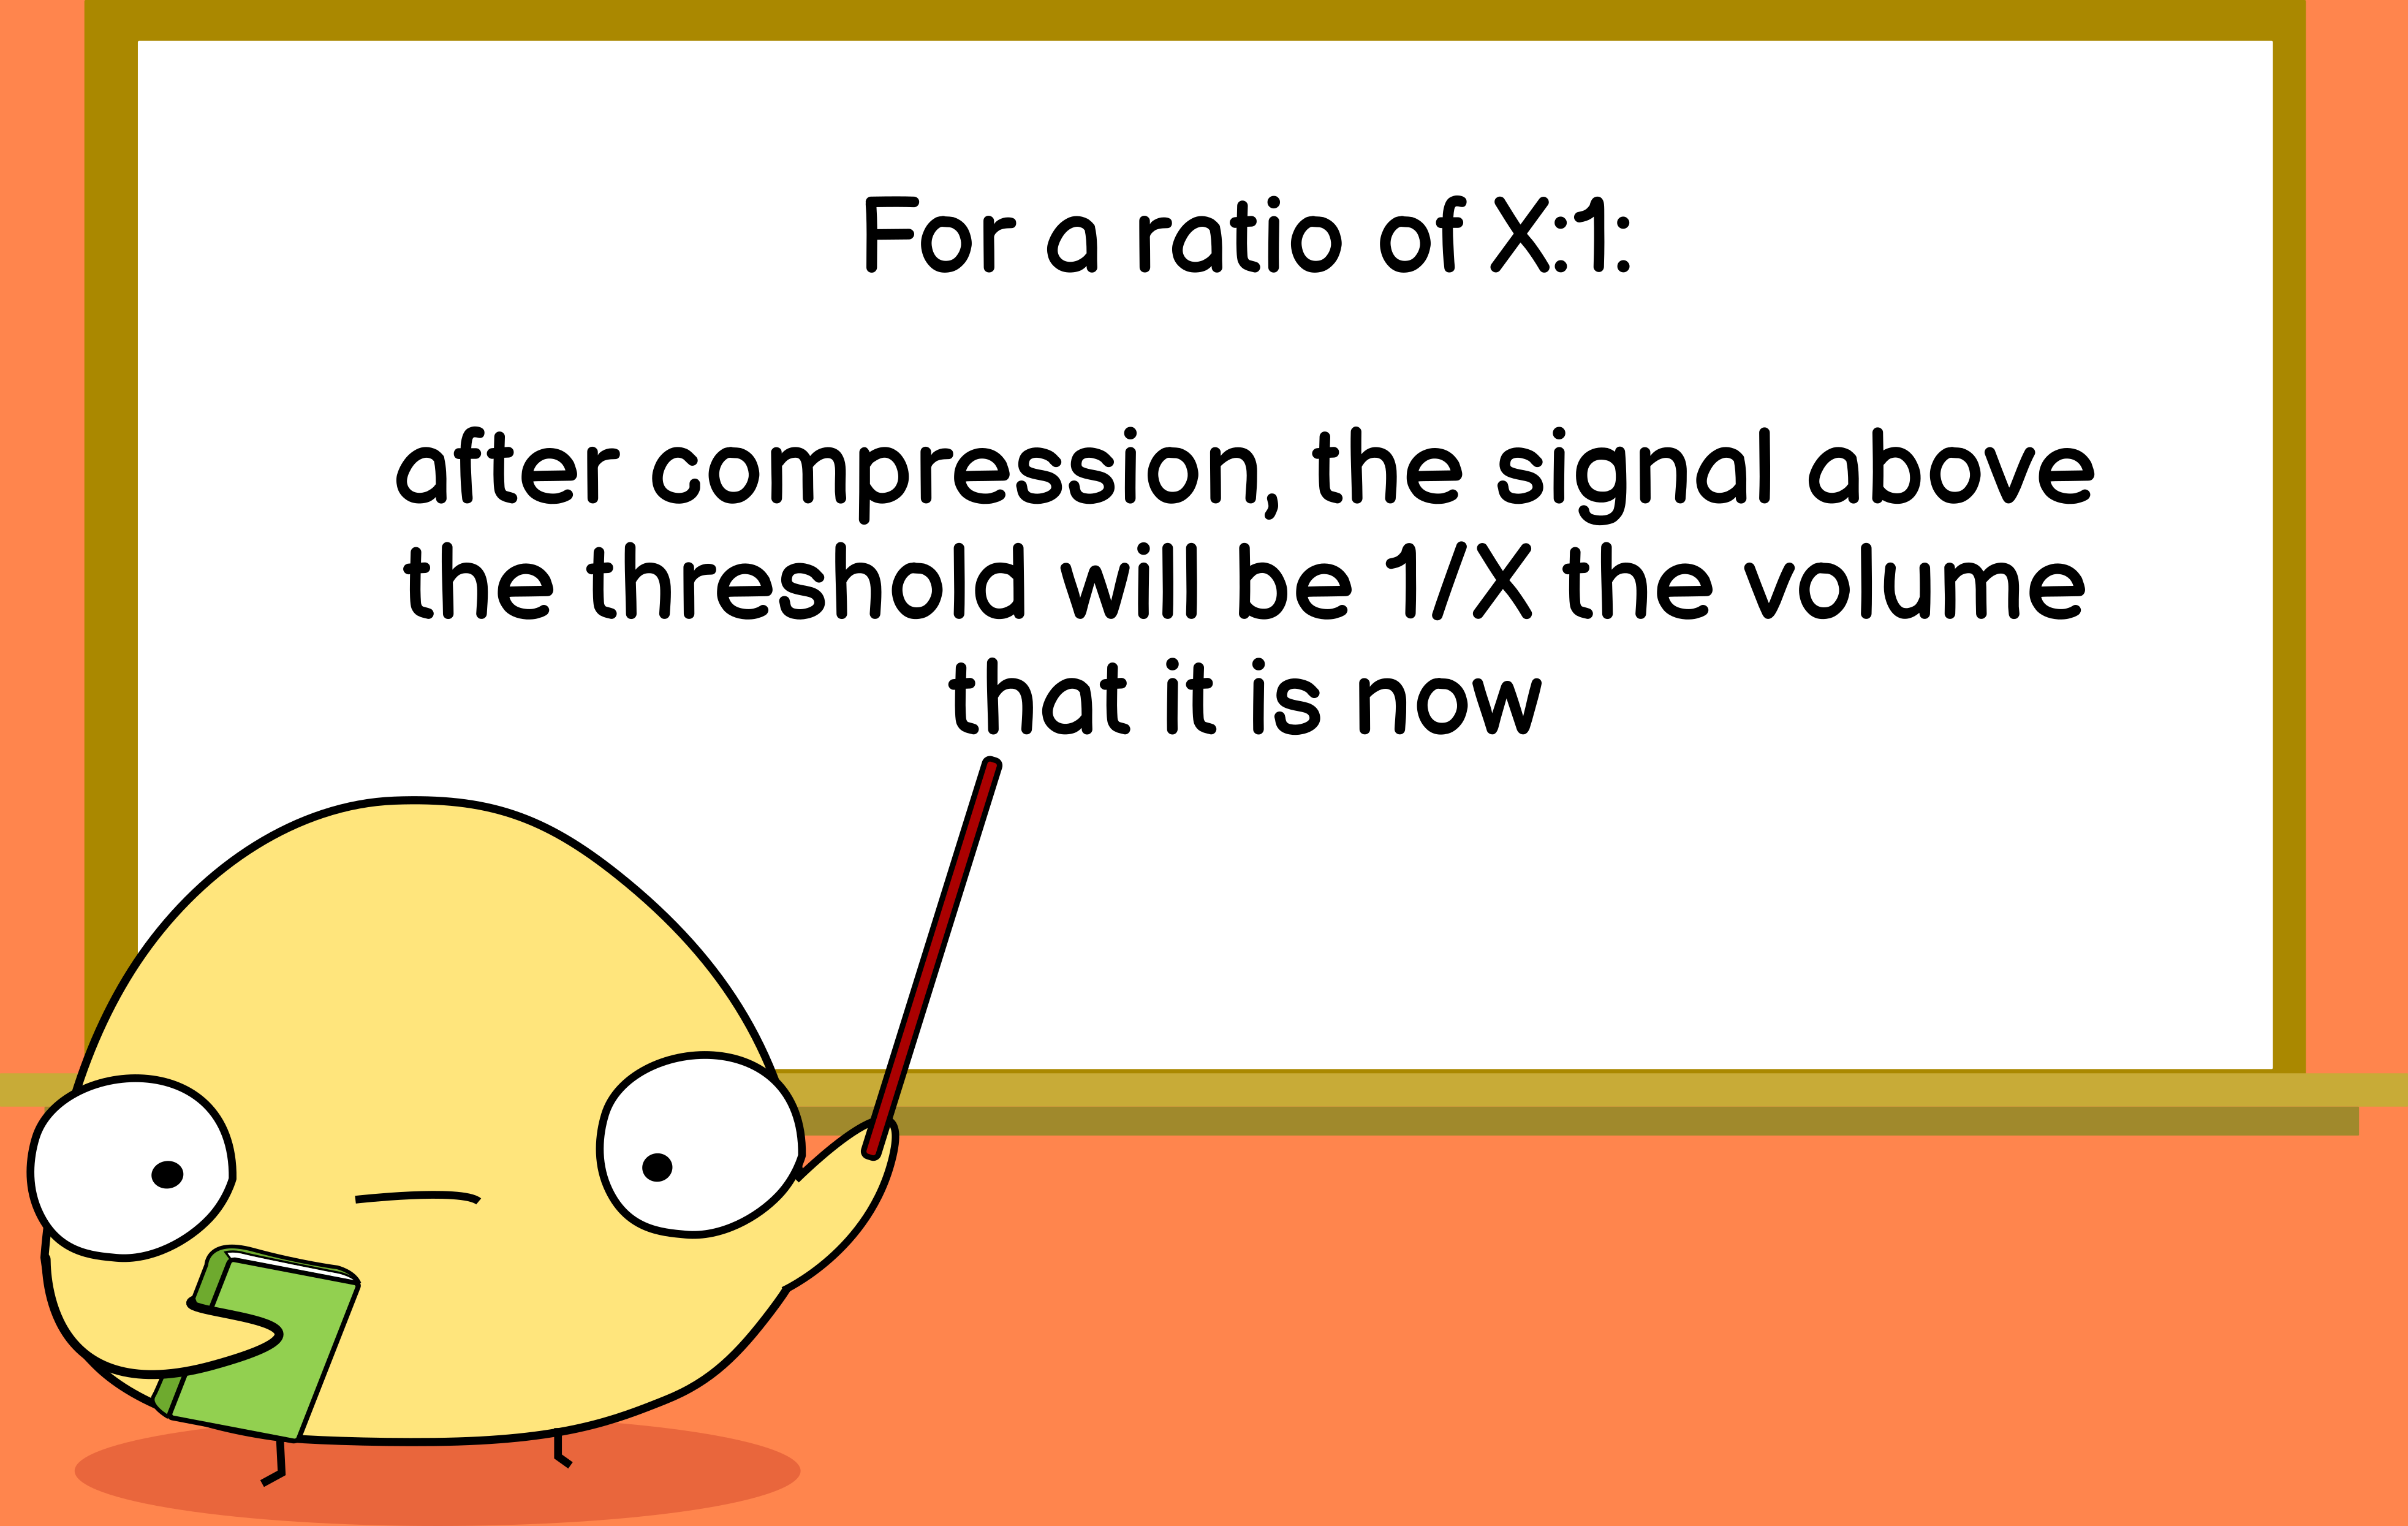 For a ratio of X:1:
after compression, the signal above
the threshold will be 1/X the volume
that it is now